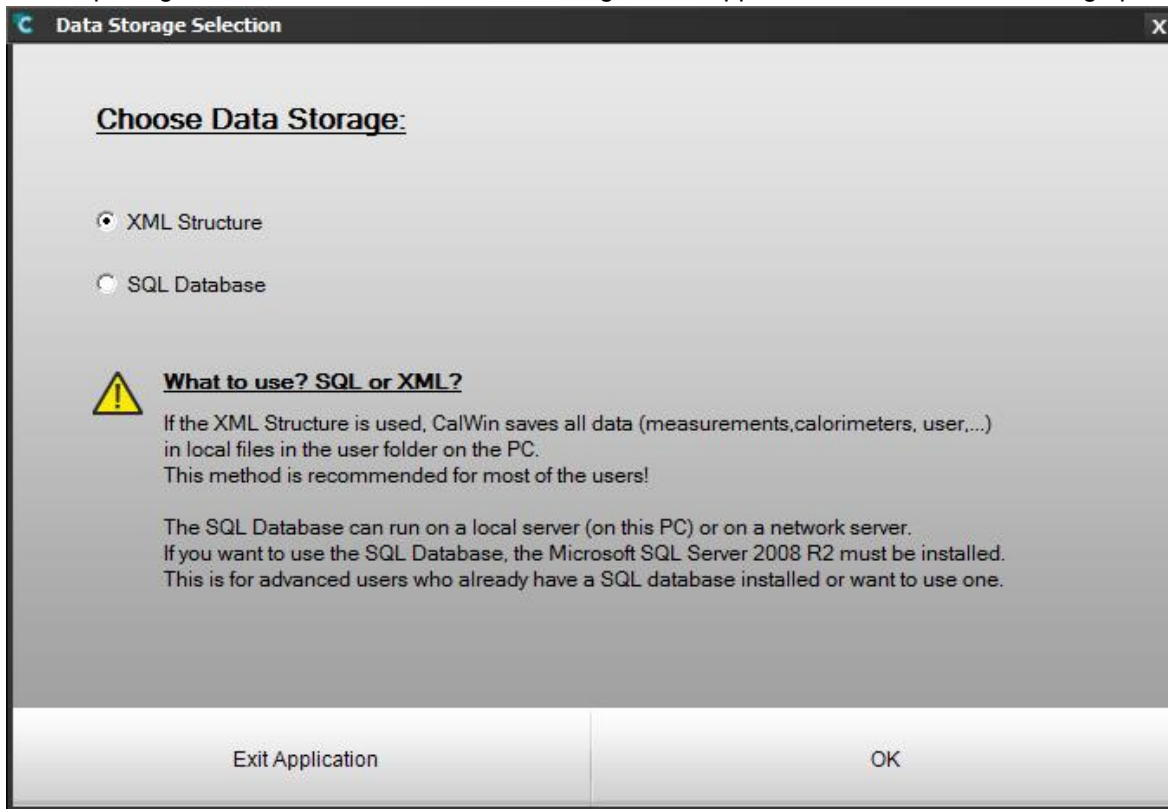 Data Storage Selection
X
Choose Data Storage:
XML Structure
SQL Database
What to use? SQL or XML?
If the XML Structure is used, CalWin saves all data (measurements,calorimeters, user,...)
in local files in the user folder on the PC.
This method is recommended for most of the users!
The SQL Database can run on a local server (on this PC) or on a network server.
If you want to use the SQL Database, the Microsoft SQL Server 2008 R2 must be installed.
This is for advanced users who already have a SQL database installed or want to use one.
Exit Application
OK